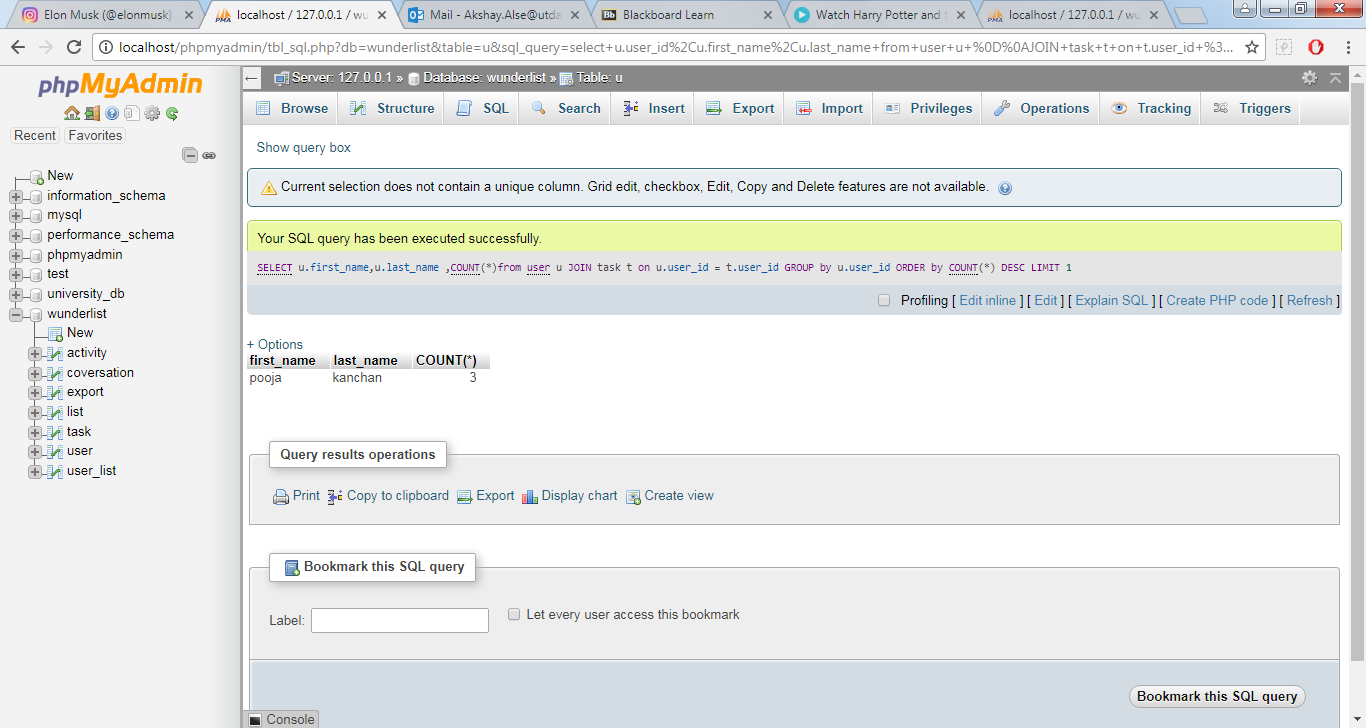 Elon Musk (@elonmusk)
localhost / 127.0.0.1 / wu
Mail - Akshay.Alse@utda
Bb Blackboard Learn
Watch Harry Potter and
localhost / 127.0.0.1 / wu
localhost/phpmyadmin/tbl_sql.php?db=wunderlist&table=u&sql_query=select+u.user_id%2Cu.first_name%2Cu.last_name+from+user+u+%0D%0AJOIN+task+t+on+t.user_id+%3...
phpMyAdmin
Recent Favorites
New
information_schema
mysql
performance_schema
phpmyadmin
test
university_db
wunderlist
New
activity
coversation
export
list
task
user
user_list
Server: 127.0.0.1 » Database: wunderlist » Table: u
Browse Structure SQL Search Insert Export Import Privileges Operations Tracking Triggers
Show query box
Current selection does not contain a unique column. Grid edit, checkbox, Edit, Copy and Delete features are not available.
Your SQL query has been executed successfully.
SELECT u.first_name,u.last_name ,COUNT(*)from user u JOIN task t on u.user_id = t.user_id GROUP by u.user_id ORDER by COUNT(*) DESC LIMIT 1
Profiling [ Edit inline ] [ Edit ] [ Explain SQL ] [ Create PHP code ] [ Refresh ]
+ Options
first_name last_name COUNT(*)
pooja kanchan 3
Query results operations
Print Copy to clipboard Export Display chart Create view
Bookmark this SQL query
Label: Let every user access this bookmark
Bookmark this SQL query
Console